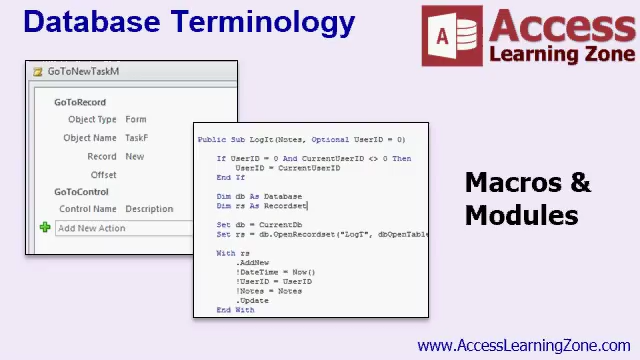 Database Terminology
A
Access
Learning Zone
GoToNewTaskM
GoToRecord
Object Type Form
Object Name TaskF
Record New
Offset
GoToControl
Control Name Description
Add New Action
Public Sub LogIt(Notes, Optional UserID = 0)
If UserID = 0 And CurrentUserID <> 0 Then
UserID = CurrentUserID
End If
Dim db As Database
Dim rs As Recordset
Set db = CurrentDb
Set rs = db.OpenRecordset("LogT", dbOpenTable
With rs
.AddNew
!DateTime = Now()
!UserID = UserID
!Notes = Notes
.Update
End With
Macros &
Modules
www.AccessLearningZone.com